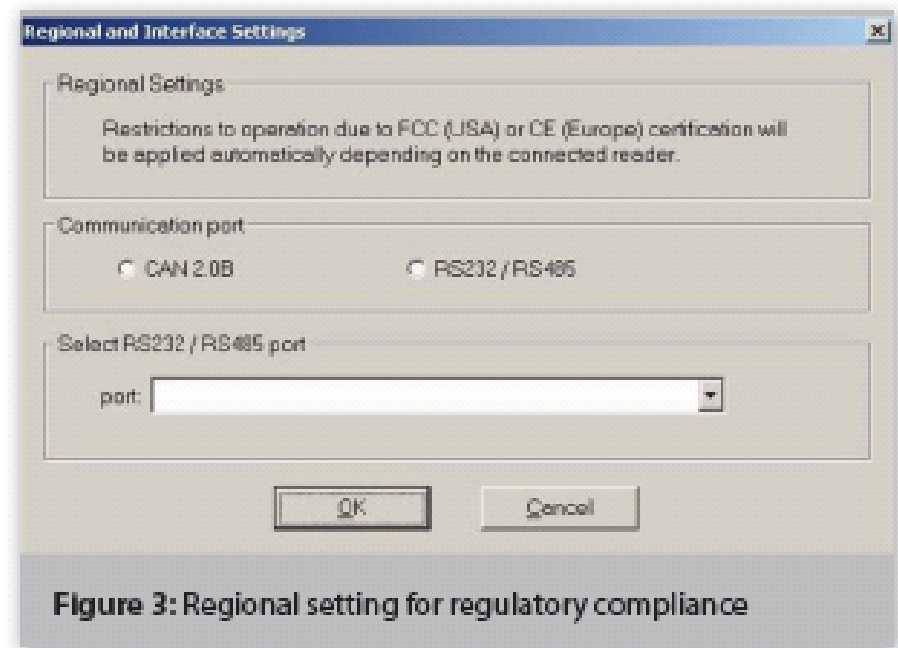 Regional and Interface Settings
Regional Settings
Restrictions to operation due to FCC (USA) or CE (Europe) certification will
be applied automatically depending on the connected reader.
Communication port
CAN 2.0B RS232 / RS485
Select RS232 / RS485 port
port:
OK Cancel
Figure 3: Regional setting for regulatory compliance